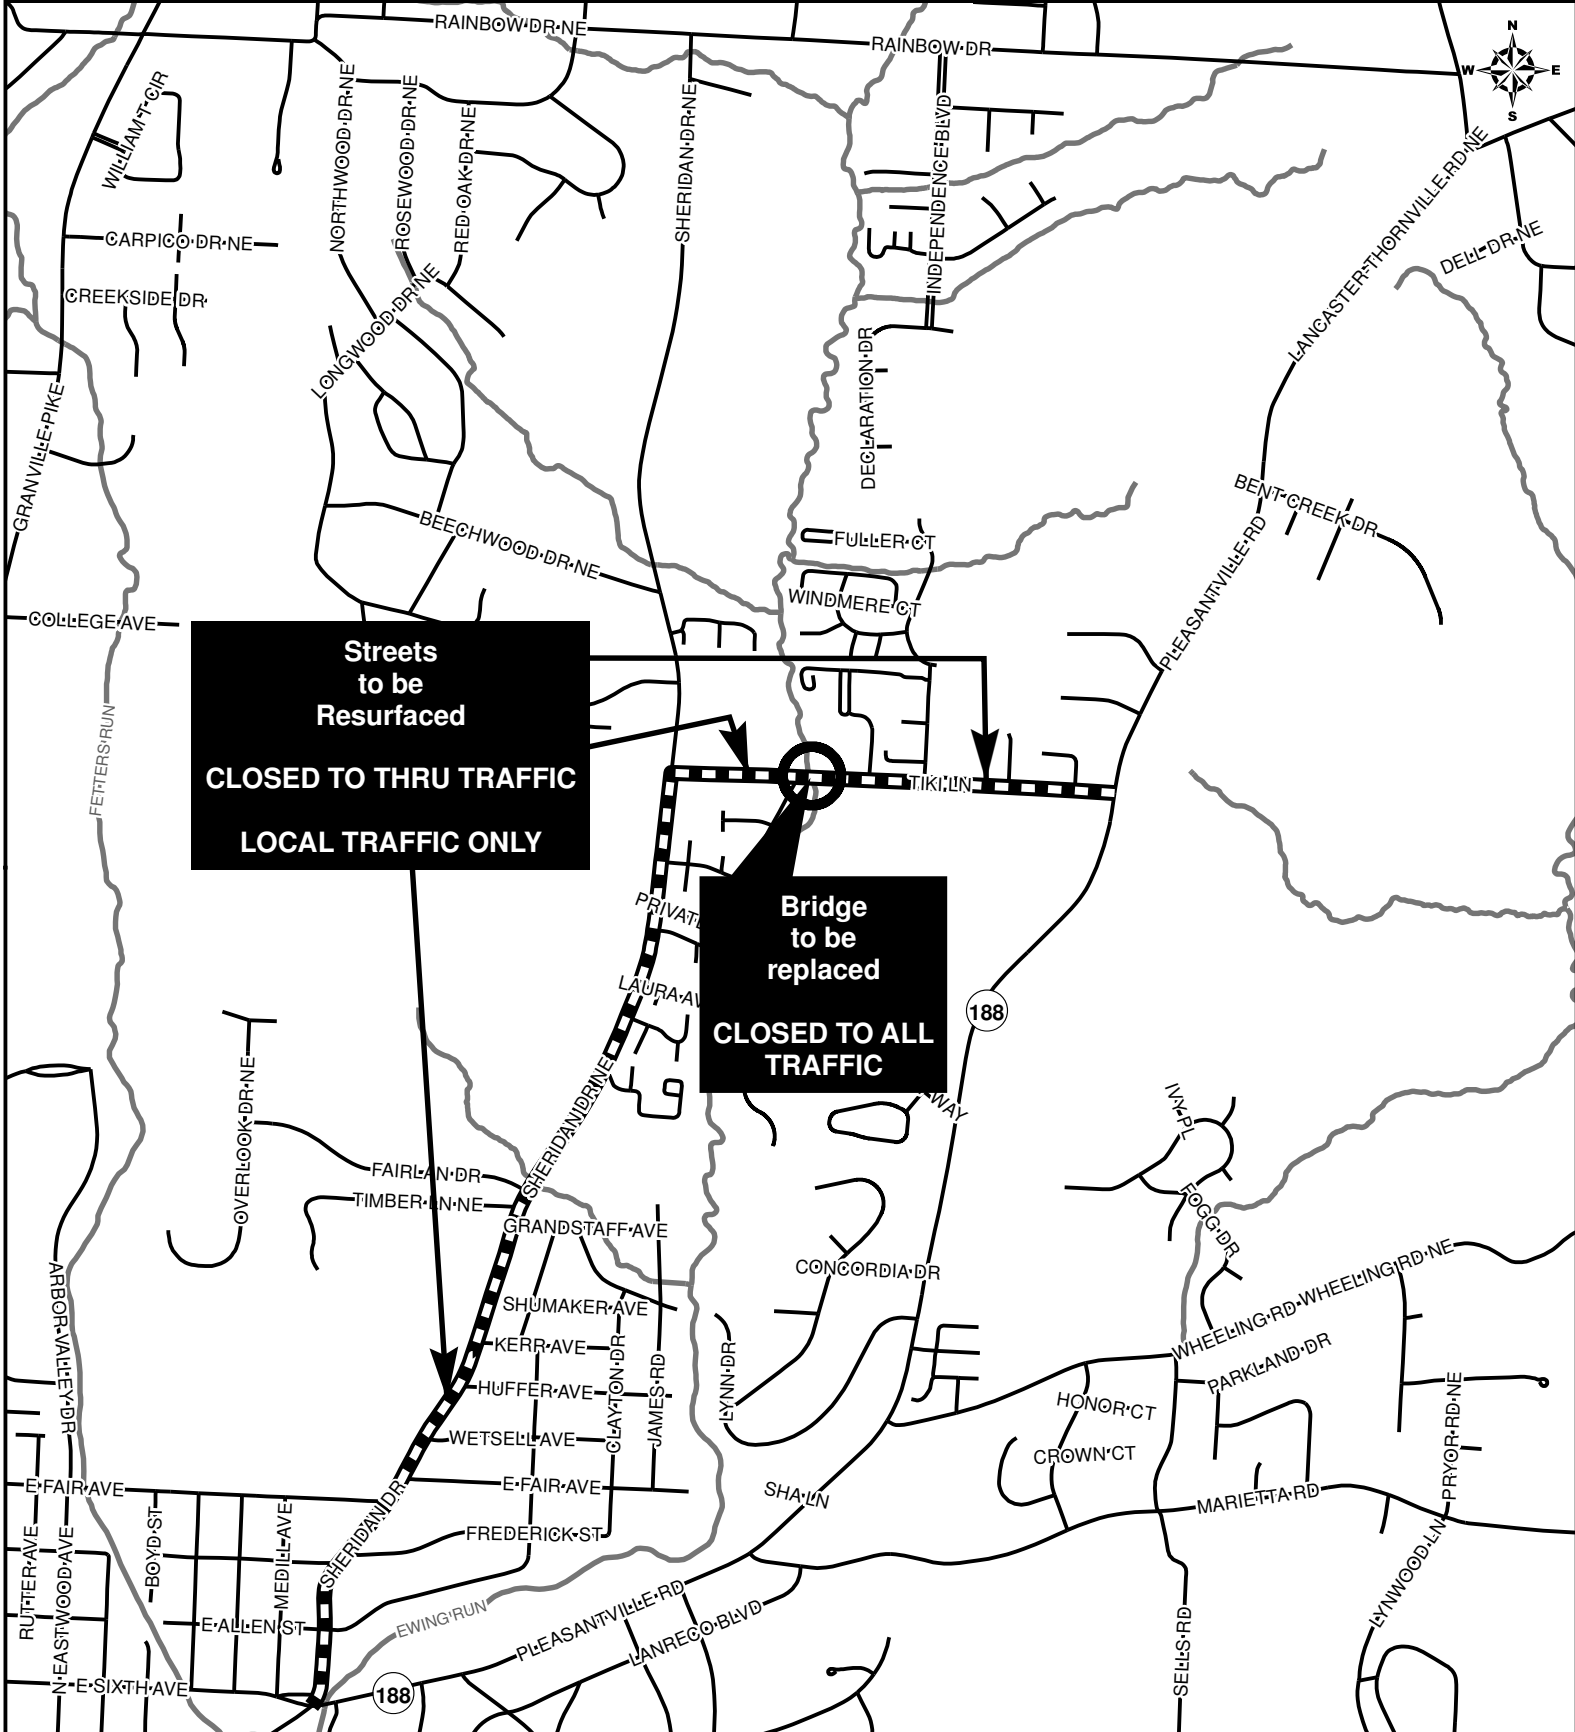 RAINBOW DR NE
RAINBOW DR
N
W
E
S
WILLIAM T CIR
NORTHWOOD DR NE
ROSEWOOD DR NE
RED OAK DR NE
SHERIDAN DR NE
INDEPENDENCE BLVD
LANCASTER-THORNVILLE RD NE
DELL DR NE
CARPICO DR NE
CREEKSIDE DR
LONGWOOD DR NE
DECLARATION DR
GRANVILLE PIKE
BENT CREEK DR
BEECHWOOD DR NE
FULLER CT
PLEASANTVILLE RD
WINDMERE CT
COLLEGE AVE
Streets
to be
Resurfaced
CLOSED TO THRU TRAFFIC
LOCAL TRAFFIC ONLY
FETTERS RUN
TIKI LN
PRIVAT
LAURA AV
Bridge
to be
replaced
CLOSED TO ALL
TRAFFIC
188
WAY
IVY PL
OVERLOOK DR NE
SHERIDAN DR NE
FAIRLAN DR
TIMBER LN NE
GRANDSTAFF AVE
FOGG DR
CONCORDIA DR
WHEELING RD NE
WHEELING RD
ARBOR VALLEY DR
SHUMAKER AVE
KERR AVE
CLAYTON DR
JAMES RD
LYNN DR
PARKLAND DR
HUFFER AVE
HONOR CT
PRYOR RD NE
WETSELL AVE
CROWN CT
E FAIR AVE
E FAIR AVE
SHA LN
MARIETTA RD
SHERIDAN DR
FREDERICK ST
RUTTER AVE
N EASTWOOD AVE
BOYD ST
MEDILL AVE
LYNWOOD LN
E ALLEN ST
EWING RUN
PLEASANTVILLE RD
LANRECO BLVD
SELLS RD
E SIXTH AVE
188